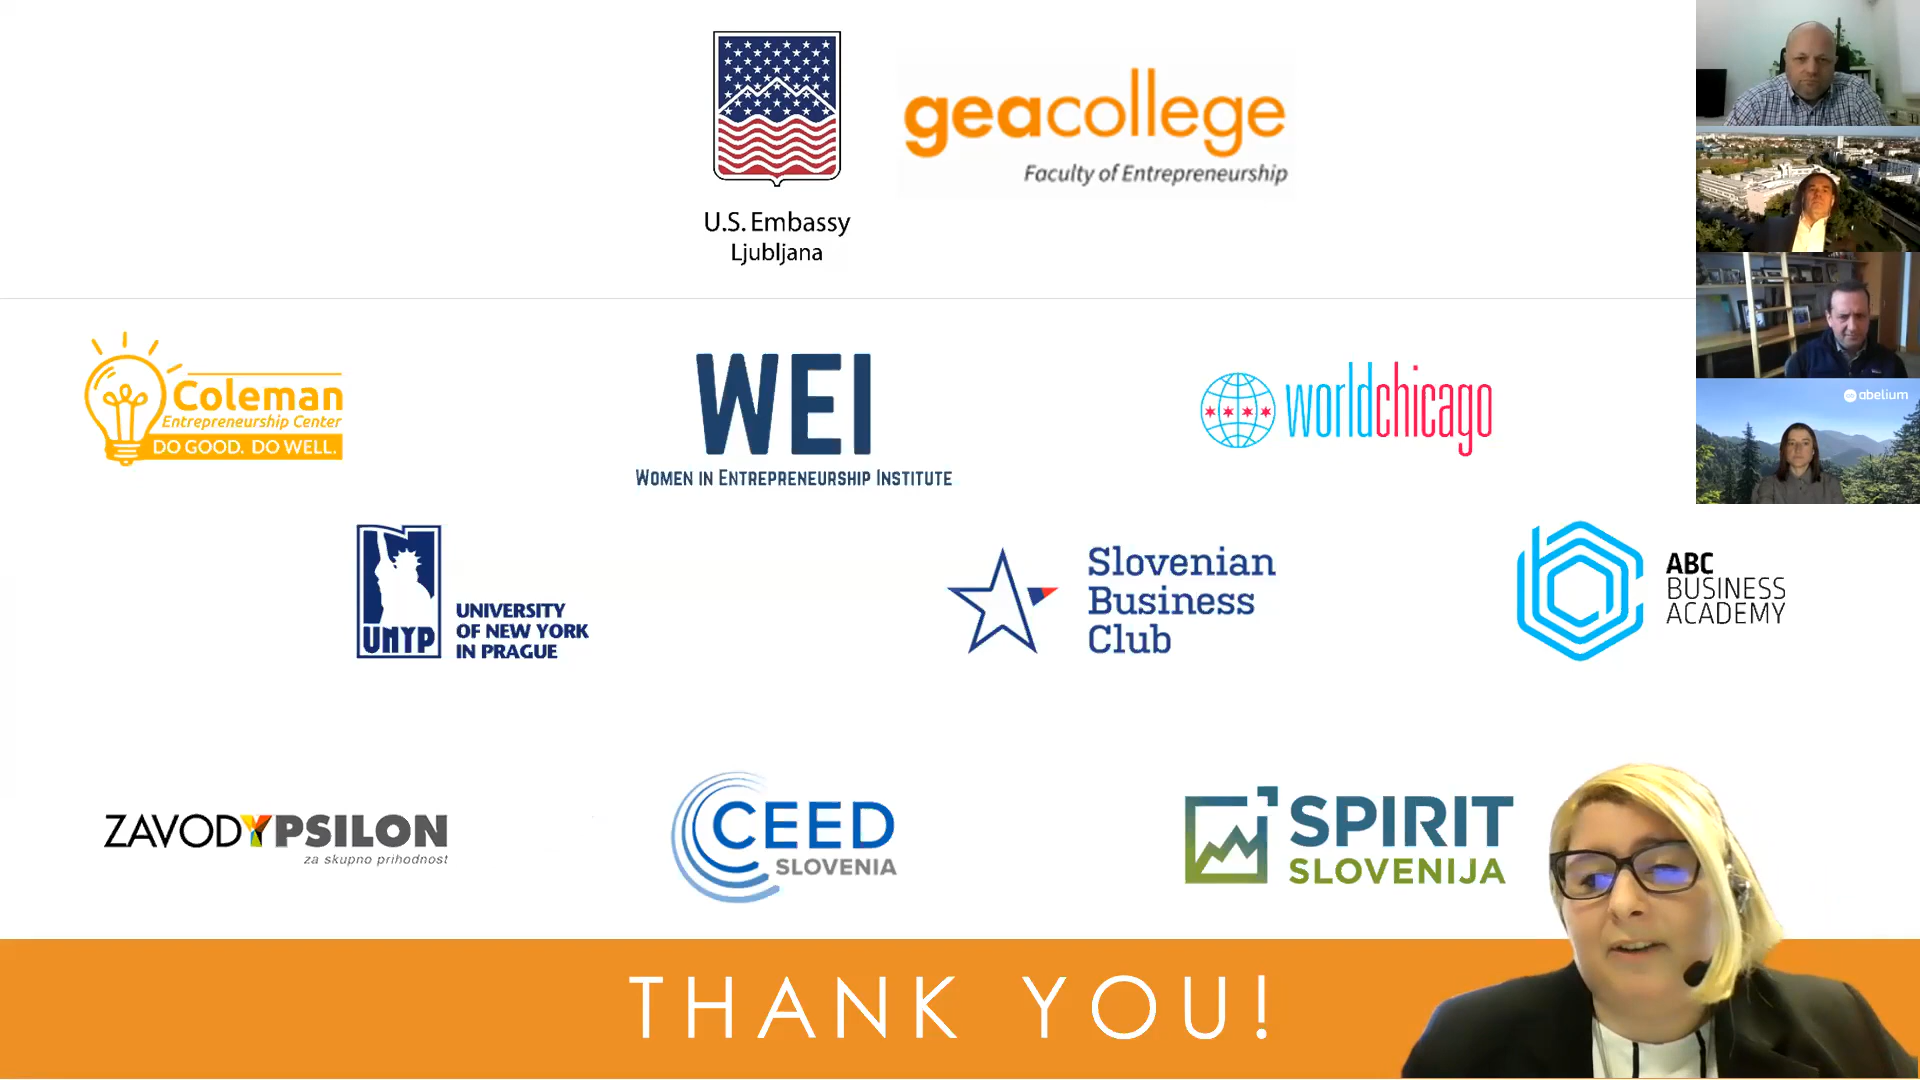 U.S. Embassy
Ljubljana
geacollege
Faculty of Entrepreneurship
abelium
Coleman
Entrepreneurship Center
DO GOOD. DO WELL.
WEI
WOMEN IN ENTREPRENEURSHIP INSTITUTE
worldchicago
UNYP
UNIVERSITY
OF NEW YORK
IN PRAGUE
Slovenian
Business
Club
ABC
BUSINESS
ACADEMY
ZAVODYPSILON
za skupno prihodnost
CEED
SLOVENIA
SPIRIT
SLOVENIJA
THANK YOU!